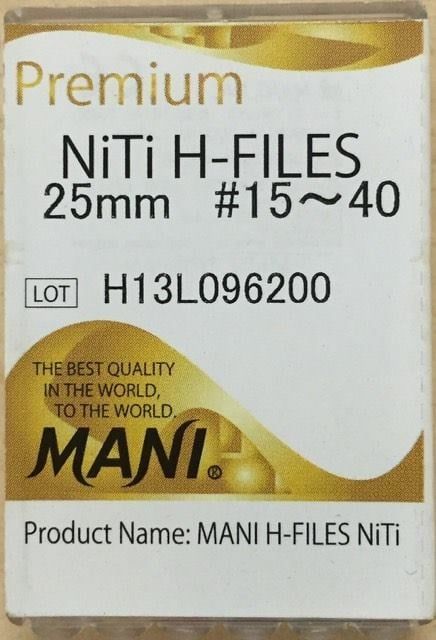 Premium
NiTi H-FILES
25mm #15～40
LOT H13L096200
THE BEST QUALITY
IN THE WORLD,
TO THE WORLD.
MANI®
Product Name: MANI H-FILES NiTi